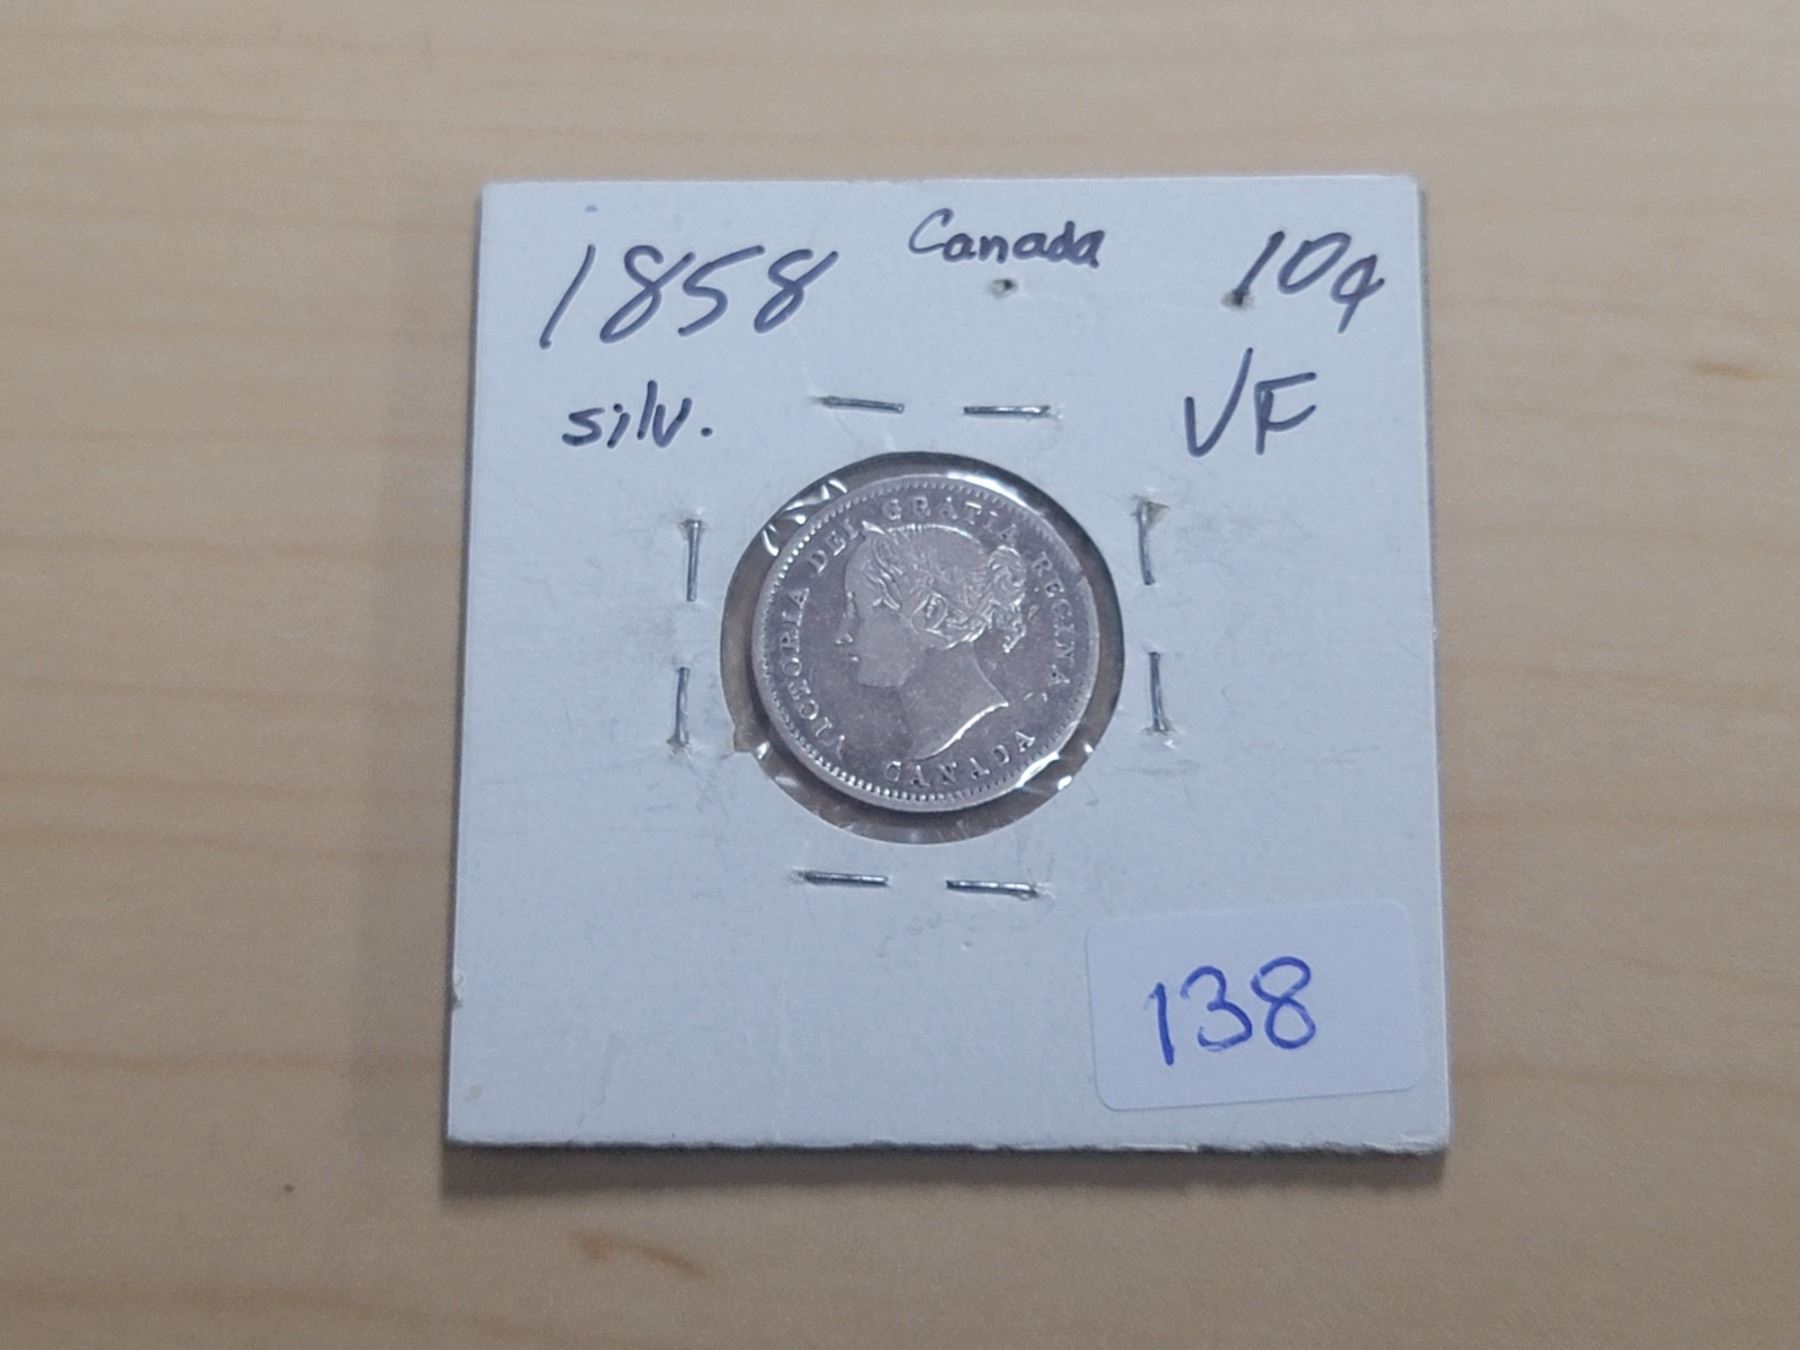 1858 Canada 10¢
silv. VF
VICTORIA DEI GRATIA REGINA
CANADA
138